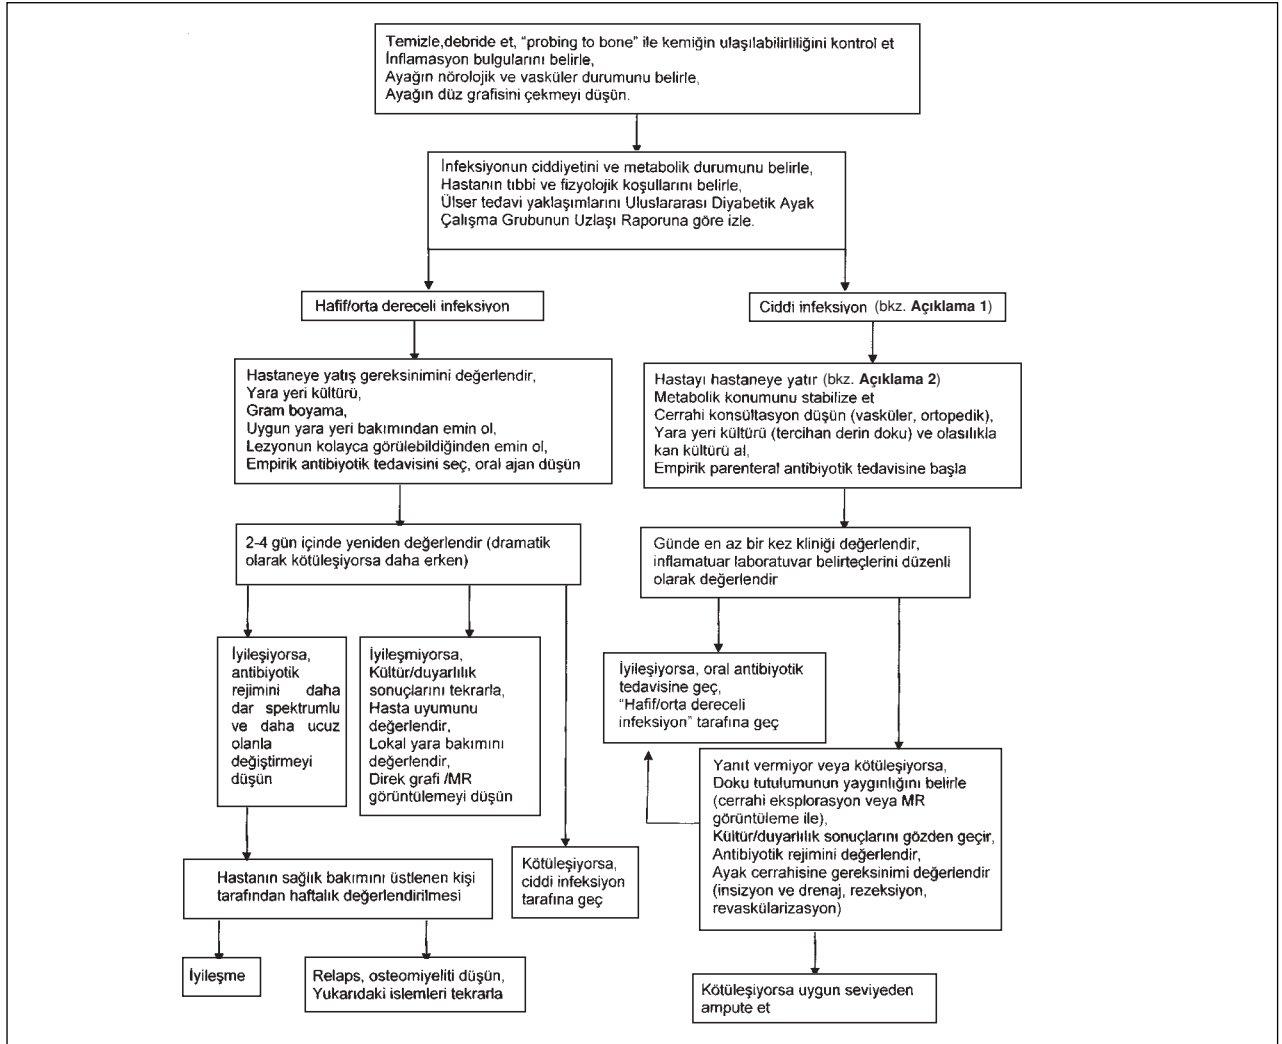 Temizle,debride et, “probing to bone” ile kemiğin ulaşılabilirliliğini kontrol et
İnflamasyon bulgularını belirle,
Ayağın nörolojik ve vasküler durumunu belirle,
Ayağın düz grafisini çekmeyi düşün.
İnfeksiyonun ciddiyetini ve metabolik durumunu belirle,
Hastanın tıbbi ve fizyolojik koşullarını belirle,
Ülser tedavi yaklaşımlarını Uluslararası Diyabetik Ayak
Çalışma Grubunun Uzlaşı Raporuna göre izle.
Hafif/orta dereceli infeksiyon
Ciddi infeksiyon (bkz. Açıklama 1)
Hastaneye yatış gereksinimini değerlendir,
Yara yeri kültürü,
Gram boyama,
Uygun yara yeri bakımından emin ol,
Lezyonun kolayca görülebildiğinden emin ol,
Empirik antibiyotik tedavisini seç, oral ajan düşün
Hastayı hastaneye yatır (bkz. Açıklama 2)
Metabolik konumunu stabilize et
Cerrahi konsültasyon düşün (vasküler, ortopedik),
Yara yeri kültürü (tercihan derin doku) ve olasılıkla
kan kültürü al,
Empirik parenteral antibiyotik tedavisine başla
2-4 gün içinde yeniden değerlendir (dramatik
olarak kötüleşiyorsa daha erken)
Günde en az bir kez kliniği değerlendir,
inflamatuar laboratuvar belirteçlerini düzenli
olarak değerlendir
İyileşiyorsa,
antibiyotik
rejimini daha
dar spektrumlu
ve daha ucuz
olanla
değiştirmeyi
düşün
İyileşmiyorsa,
Kültür/duyarlılık
sonuçlarını tekrarla,
Hasta uyumunu
değerlendir,
Lokal yara bakımını
değerlendir,
Direk grafi /MR
görüntülemeyi düşün
Kötüleşiyorsa,
ciddi infeksiyon
tarafına geç
İyileşiyorsa, oral antibiyotik
tedavisine geç,
“Hafif/orta dereceli
infeksiyon” tarafına geç
Yanıt vermiyor veya kötüleşiyorsa,
Doku tutulumunun yaygınlığını belirle
(cerrahi eksplorasyon veya MR
görüntüleme ile),
Kültür/duyarlılık sonuçlarını gözden geçir,
Antibiyotik rejimini değerlendir,
Ayak cerrahisine gereksinimi değerlendir
(insizyon ve drenaj, rezeksiyon,
revaskülarizasyon)
Hastanın sağlık bakımını üstlenen kişi
tarafından haftalık değerlendirilmesi
İyileşme
Relaps, osteomiyeliti düşün,
Yukarıdaki islemleri tekrarla
Kötüleşiyorsa uygun seviyeden
ampute et